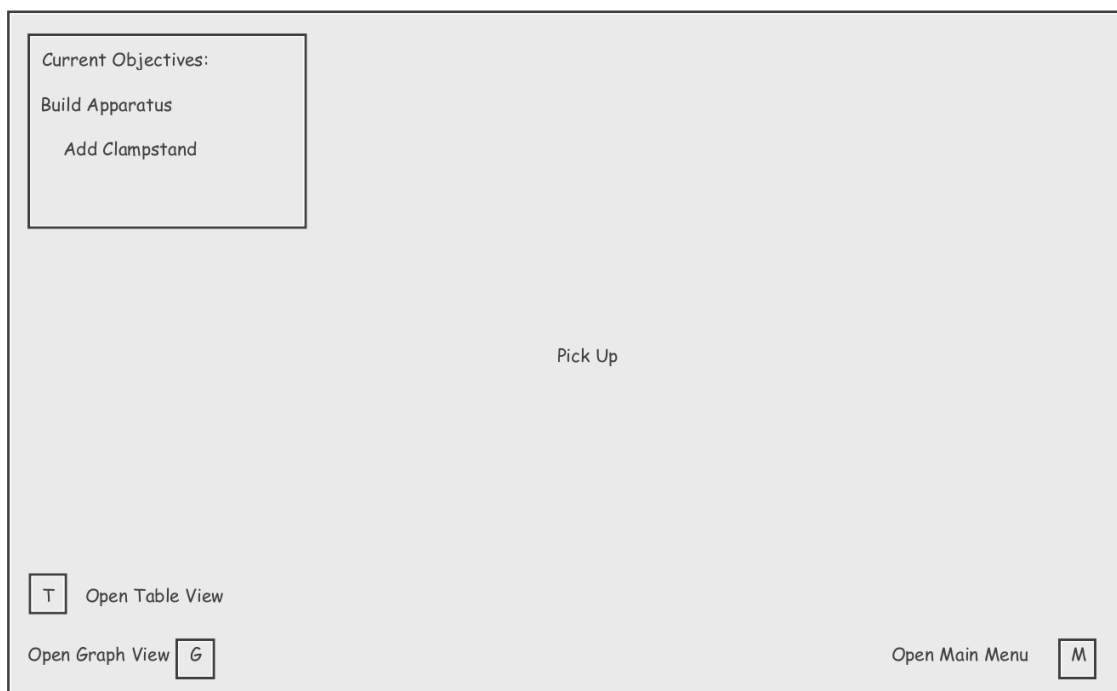 Current Objectives:
Build Apparatus
Add Clampstand
Pick Up
T Open Table View
Open Graph View G
Open Main Menu M